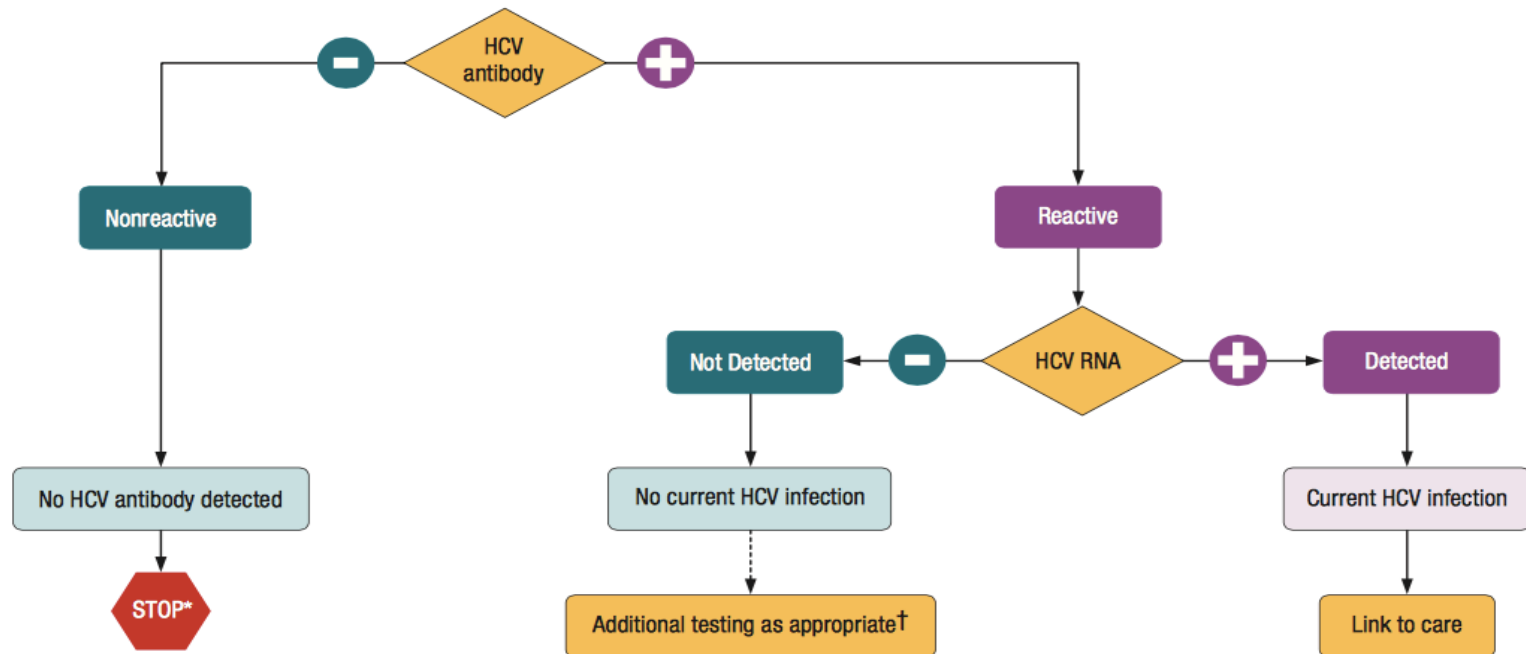 HCV
antibody
Nonreactive
Reactive
Not Detected
HCV RNA
Detected
No HCV antibody detected
No current HCV infection
Current HCV infection
STOP*
Additional testing as appropriate†
Link to care